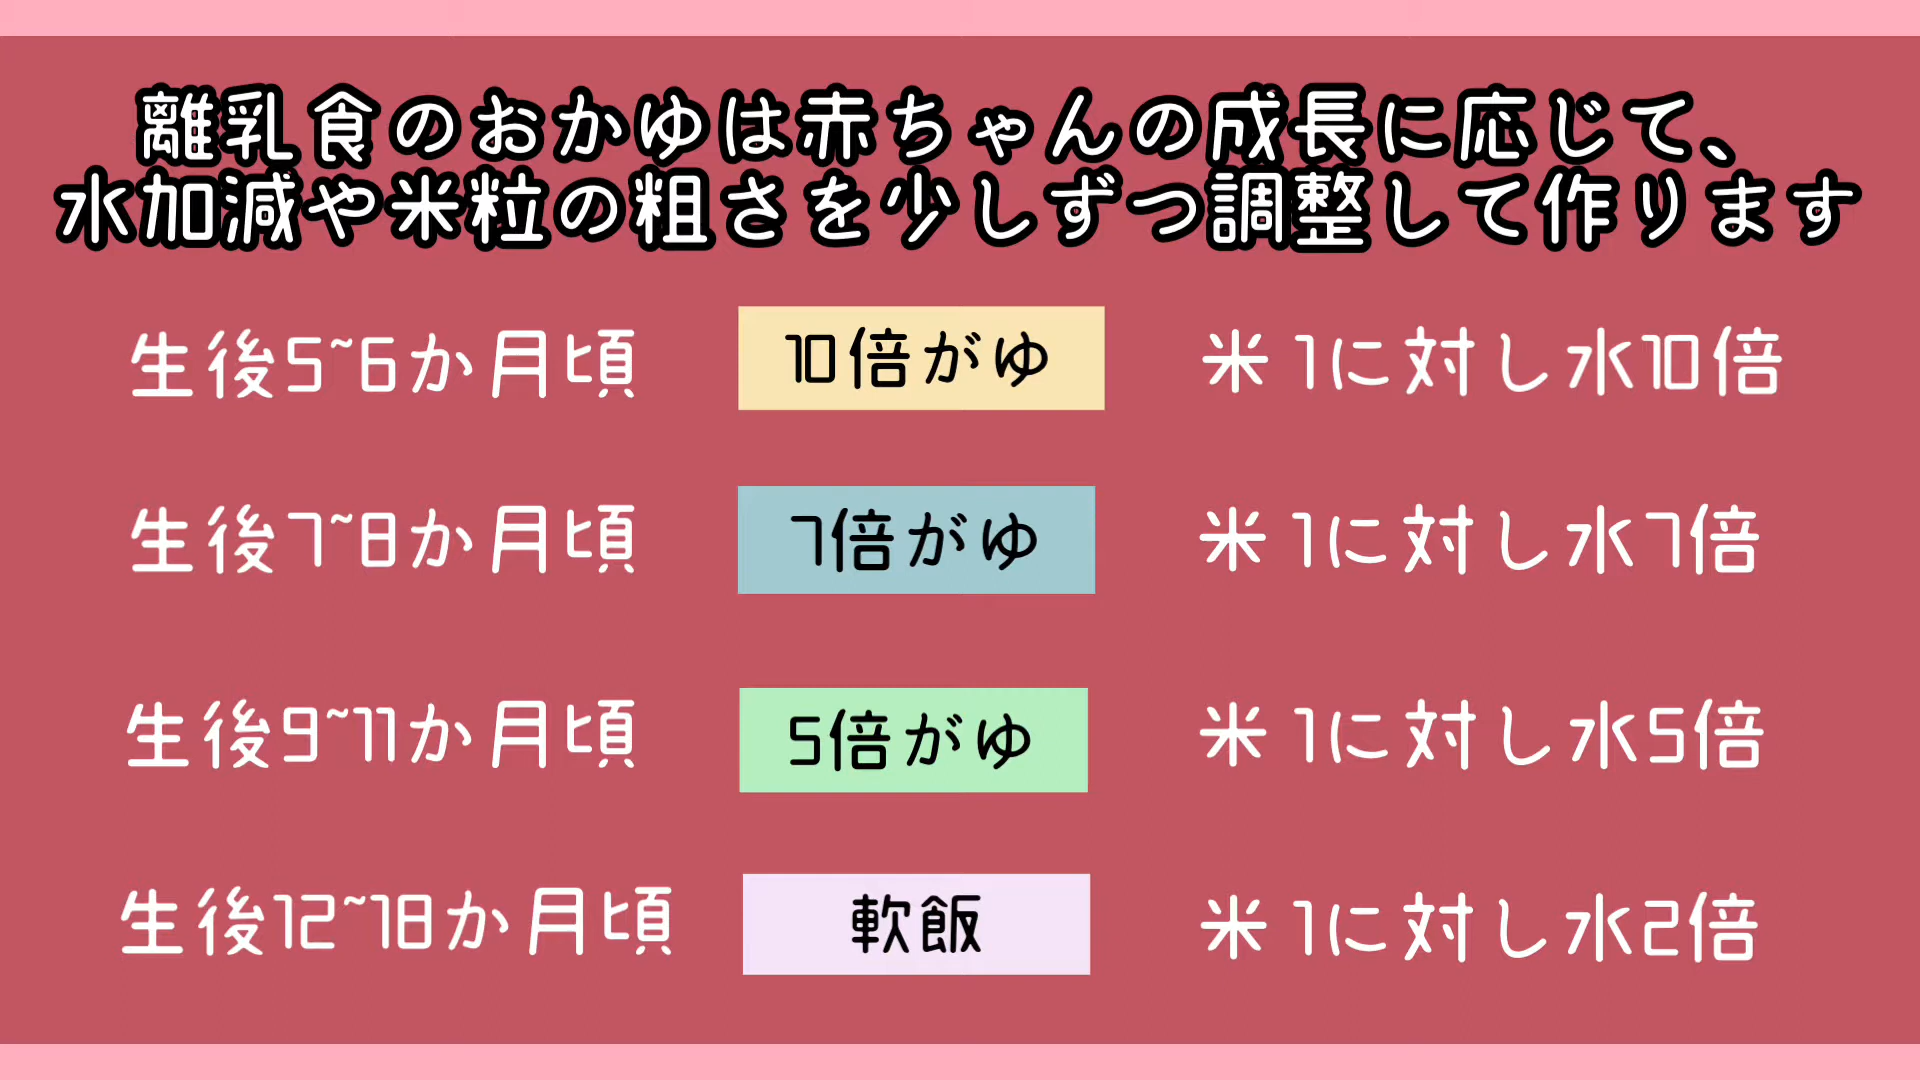 離乳食のおかゆは赤ちゃんの成長に応じて、
水加減や米粒の粗さを少しずつ調整して作ります
生後5~6か月頃 10倍がゆ 米1に対し水10倍
生後7~8か月頃 7倍がゆ 米1に対し水7倍
生後9~11か月頃 5倍がゆ 米1に対し水5倍
生後12~18か月頃 軟飯 米1に対し水2倍